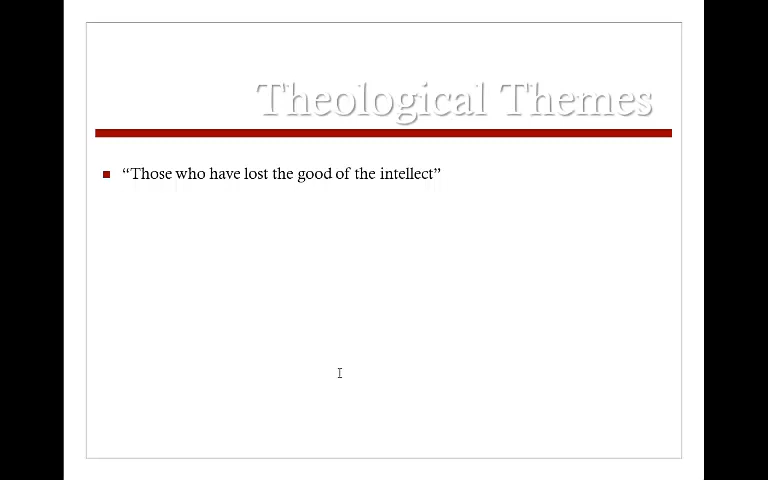 Theological Themes
“Those who have lost the good of the intellect”